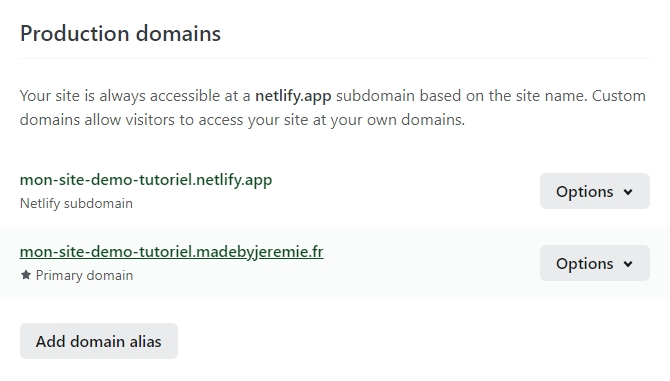 Production domains
Your site is always accessible at a netlify.app subdomain based on the site name. Custom
domains allow visitors to access your site at your own domains.
mon-site-demo-tutoriel.netlify.app
Netlify subdomain
Options
mon-site-demo-tutoriel.madebyjeremie.fr
★ Primary domain
Options
Add domain alias